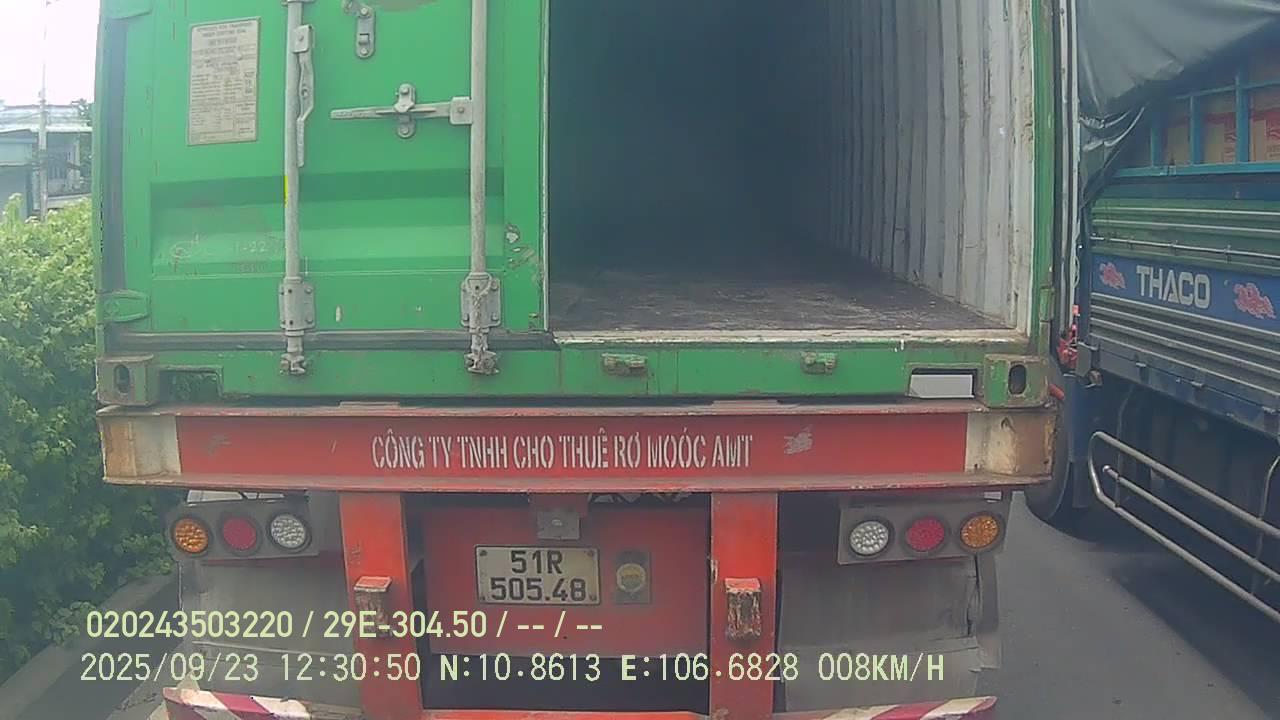 THACO
CÔNG TY TNHH CHO THUÊ RƠ MOÓC AMT
51R
505.48
020243503220 / 29E-304.50 / -- / --
2025/09/23 12:30:50 N:10.8613 E:106.6828 008KM/H